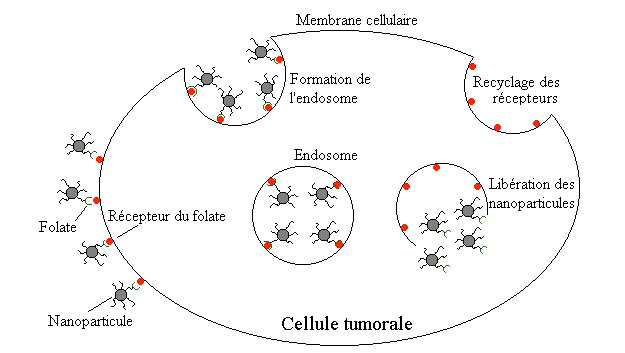 Membrane cellulaire
Formation de
l'endosome
Recyclage des
récepteurs
Endosome
Libération des
nanoparticules
Folate
Récepteur du folate
Nanoparticule
Cellule tumorale